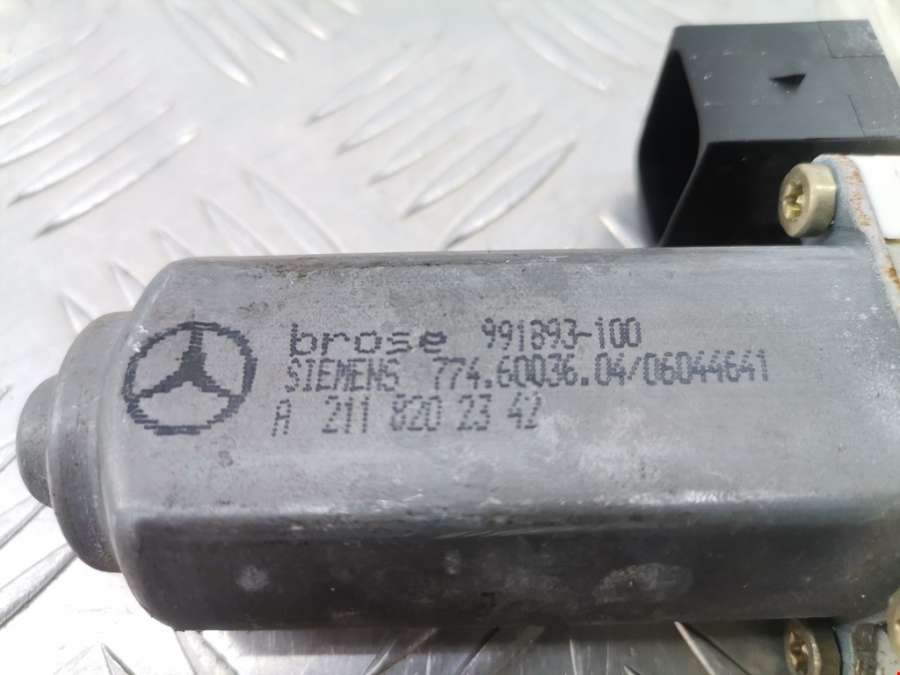 brose 991893-100
SIEMENS 774.60036.04/06044641
A 211 820 23 42